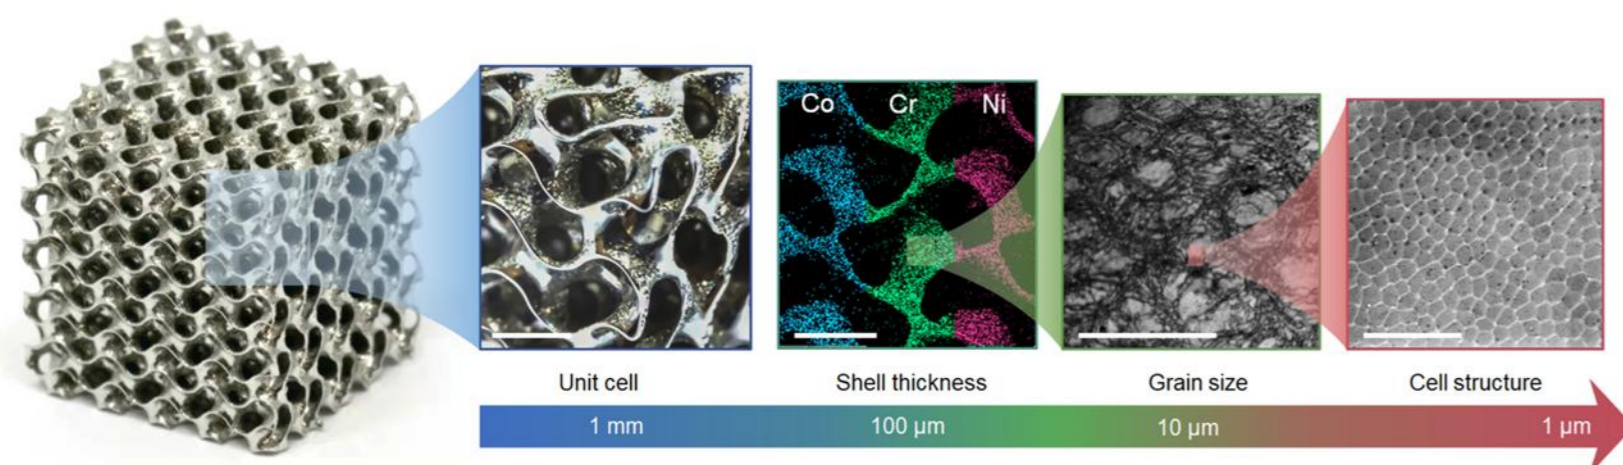 Co Cr Ni
Unit cell Shell thickness Grain size Cell structure
1 mm 100 µm 10 µm 1 µm